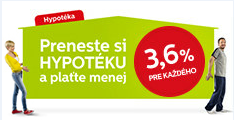 Hypotéka
Preneste si
HYPOTÉKU
a plaťte menej
3,6%
PRE KAŽDÉHO